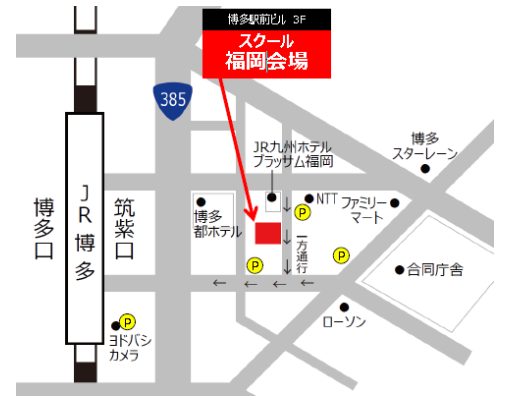 博多駅前ビル 3F
スクール
福岡会場
385
JR九州ホテル
ブラッサム福岡
博多
スターレーン
NTT
ファミリー
マート
P
博多
都ホテル
一方通行
P
P
合同庁舎
博多口
JR博多
筑紫口
ローソン
P
ヨドバシ
カメラ